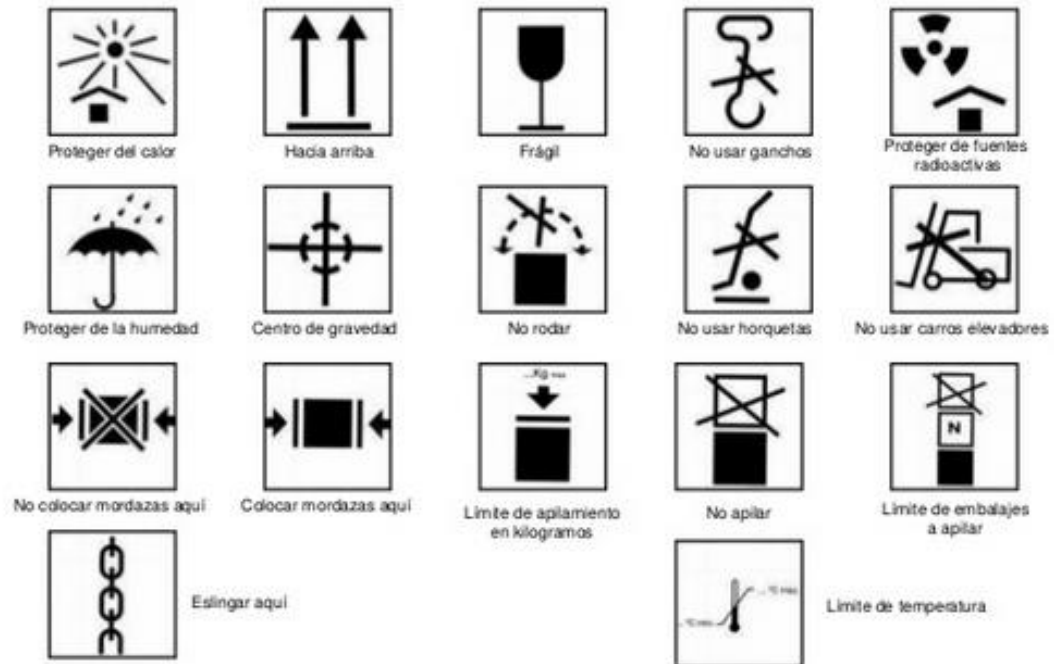 Proteger del calor
Hacia arriba
Frágil
No usar ganchos
Proteger de fuentes
radioactivas
Proteger de la humedad
Centro de gravedad
No rodar
No usar horquetas
No usar carros elevadores
...Kg max
No colocar mordazas aquí
Colocar mordazas aquí
Límite de apilamiento
en kilogramos
No apilar
N
Límite de embalajes
a apilar
Eslingar aquí
Límite de temperatura